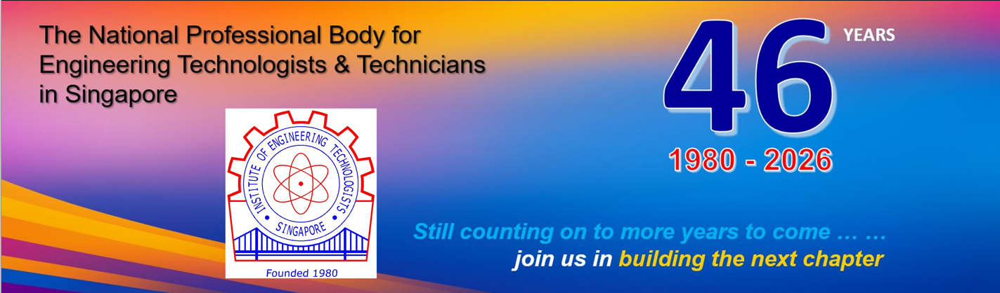 The National Professional Body for
Engineering Technologists & Technicians
in Singapore
46 YEARS
1980 - 2026
INSTITUTE OF ENGINEERING TECHNOLOGISTS
SINGAPORE
Founded 1980
Still counting on to more years to come ... ...
join us in building the next chapter